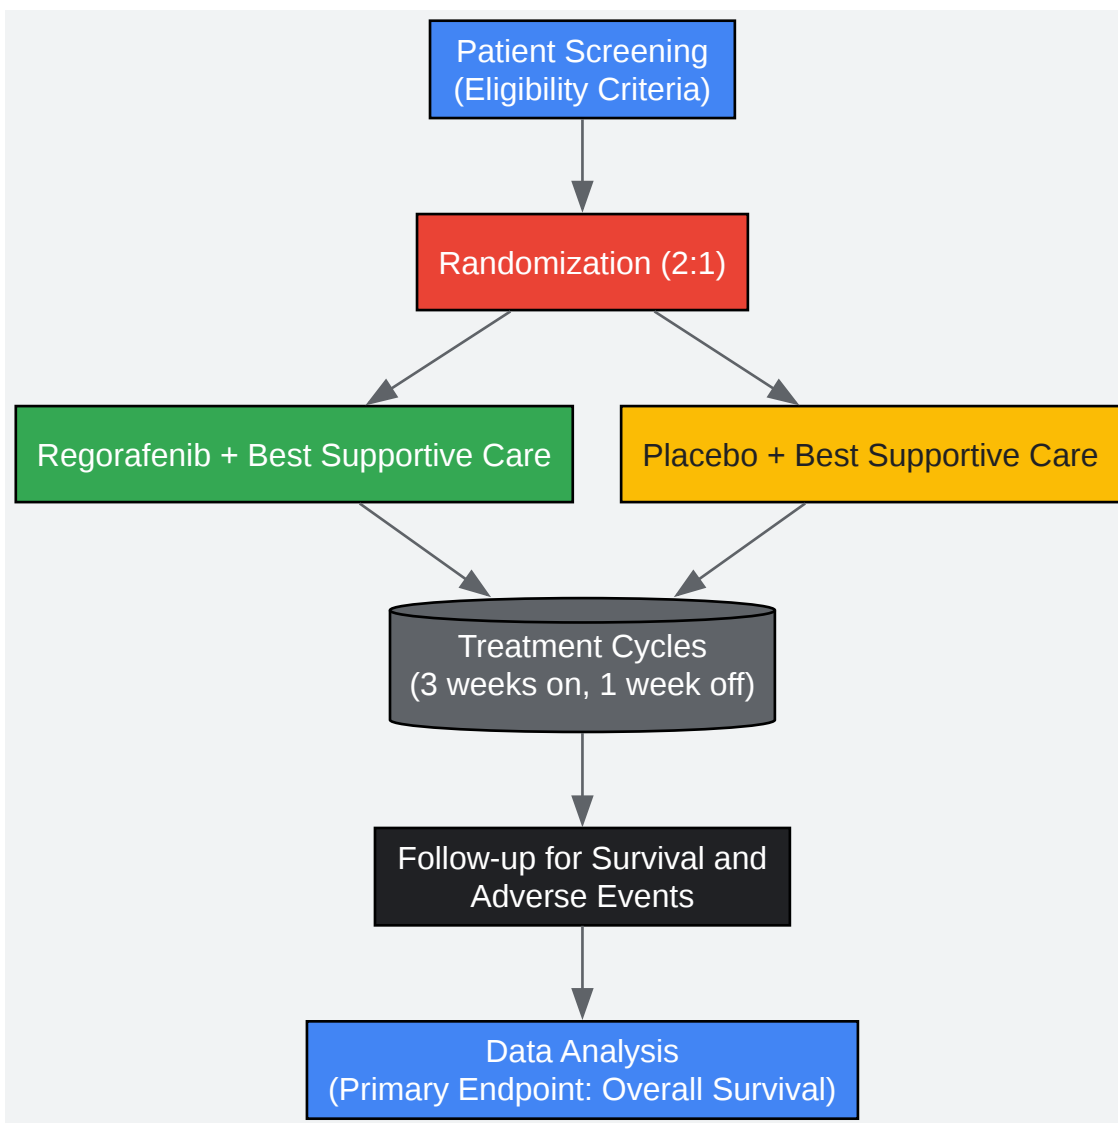 Patient Screening
(Eligibility Criteria)
Randomization (2:1)
Regorafenib + Best Supportive Care
Placebo + Best Supportive Care
Treatment Cycles
(3 weeks on, 1 week off)
Follow-up for Survival and
Adverse Events
Data Analysis
(Primary Endpoint: Overall Survival)